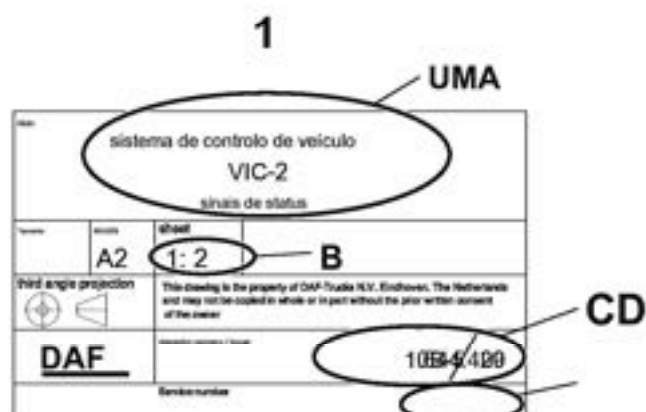 1
UMA
sistema de controlo de veículo
VIC-2
sinais de status
sheet
A2
1: 2
B
third angle projection
This drawing is the property of DAF-Trucks N.V. Eindhoven. The Netherlands
and may not be copied in whole or in part without the prior written consent
of the owner
CD
DAF
Service number